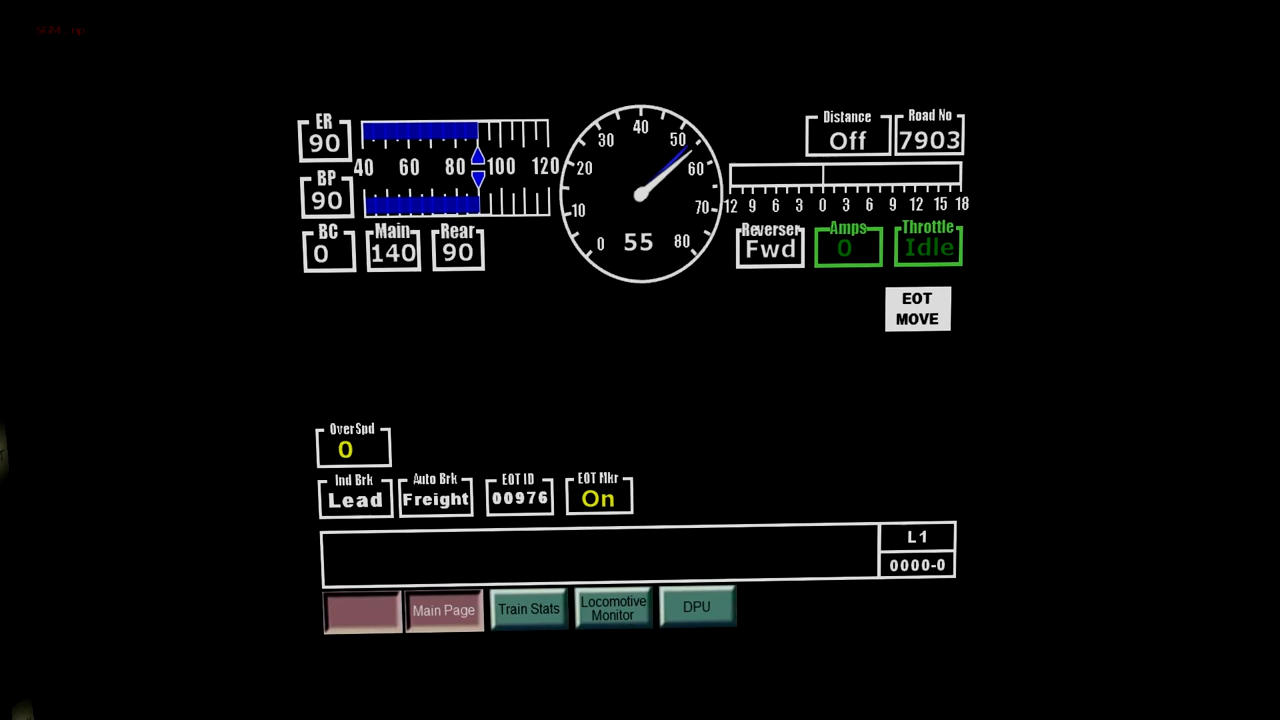 ER
90
40 60 80 100 120
BP
90
BC
0
Main
140
Rear
90
0 10 20 30 40 50 60 70 80
55
Distance
Off
Road No
7903
12 9 6 3 0 3 6 9 12 15 18
Reverser
Fwd
Amps
0
Throttle
Idle
EOT
MOVE
OverSpd
0
Ind Brk
Lead
Auto Brk
Freight
EOT ID
00976
EOT Mkr
On
L1
0000-0
Main Page
Train Stats
Locomotive
Monitor
DPU